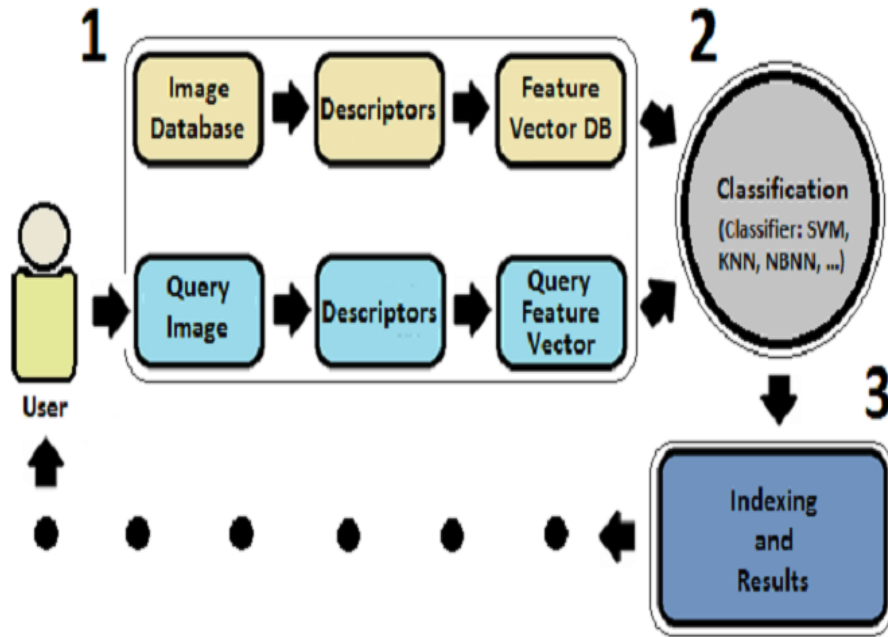 1
2
Image
Database
Descriptors
Feature
Vector DB
Classification
(Classifier: SVM,
KNN, NBNN, ...)
Query
Image
Descriptors
Query
Feature
Vector
User
3
Indexing
and
Results